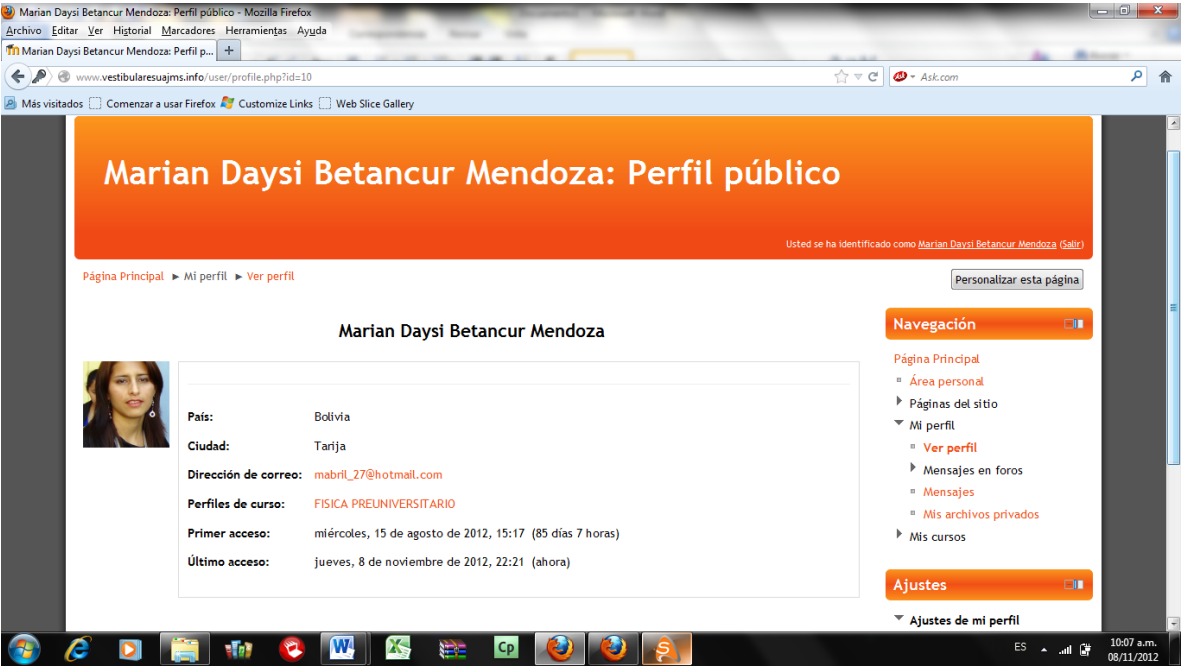 Marian Daysi Betancur Mendoza: Perfil público - Mozilla Firefox
Archivo Editar Ver Historial Marcadores Herramientas Ayuda
Marian Daysi Betancur Mendoza: Perfil p... +
www.vestibularesuajms.info/user/profile.php?id=10 Ask.com
Más visitados Comenzar a usar Firefox Customize Links Web Slice Gallery
Marian Daysi Betancur Mendoza: Perfil público
Usted se ha identificado como Marian Daysi Betancur Mendoza (Salir)
Página Principal ► Mi perfil ► Ver perfil
Personalizar esta página
Marian Daysi Betancur Mendoza
País: Bolivia
Ciudad: Tarija
Dirección de correo: mabril_27@hotmail.com
Perfiles de curso: FISICA PREUNIVERSITARIO
Primer acceso: miércoles, 15 de agosto de 2012, 15:17 (85 días 7 horas)
Último acceso: jueves, 8 de noviembre de 2012, 22:21 (ahora)
Navegación
Página Principal
Área personal
Páginas del sitio
Mi perfil
Ver perfil
Mensajes en foros
Mensajes
Mis archivos privados
Mis cursos
Ajustes
Ajustes de mi perfil
Cp
ES
10:07 a.m.
08/11/2012